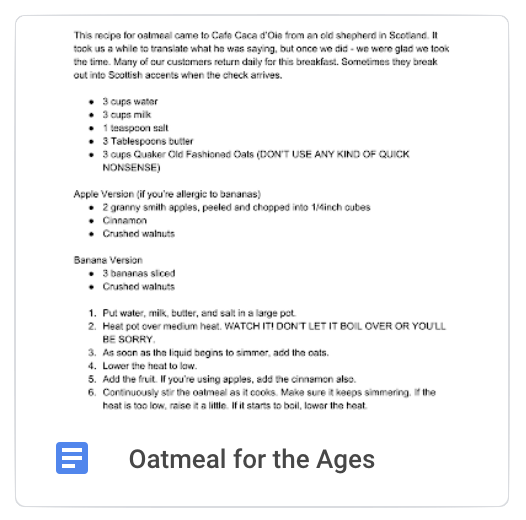 This recipe for oatmeal came to Cafe Caca d'Oie from an old shepherd in Scotland. It
took us a while to translate what he was saying, but once we did - we were glad we took
the time. Many of our customers return daily for this breakfast. Sometimes they break
out into Scottish accents when the check arrives.
● 3 cups water
● 3 cups milk
● 1 teaspoon salt
● 3 Tablespoons butter
● 3 cups Quaker Old Fashioned Oats (DON'T USE ANY KIND OF QUICK
NONSENSE)
Apple Version (if you're allergic to bananas)
● 2 granny smith apples, peeled and chopped into 1/4inch cubes
● Cinnamon
● Crushed walnuts
Banana Version
● 3 bananas sliced
● Crushed walnuts
1. Put water, milk, butter, and salt in a large pot.
2. Heat pot over medium heat. WATCH IT! DON'T LET IT BOIL OVER OR YOU'LL
BE SORRY.
3. As soon as the liquid begins to simmer, add the oats.
4. Lower the heat to low.
5. Add the fruit. If you're using apples, add the cinnamon also.
6. Continuously stir the oatmeal as it cooks. Make sure it keeps simmering. If the
heat is too low, raise it a little. If it starts to boil, lower the heat.
Oatmeal for the Ages